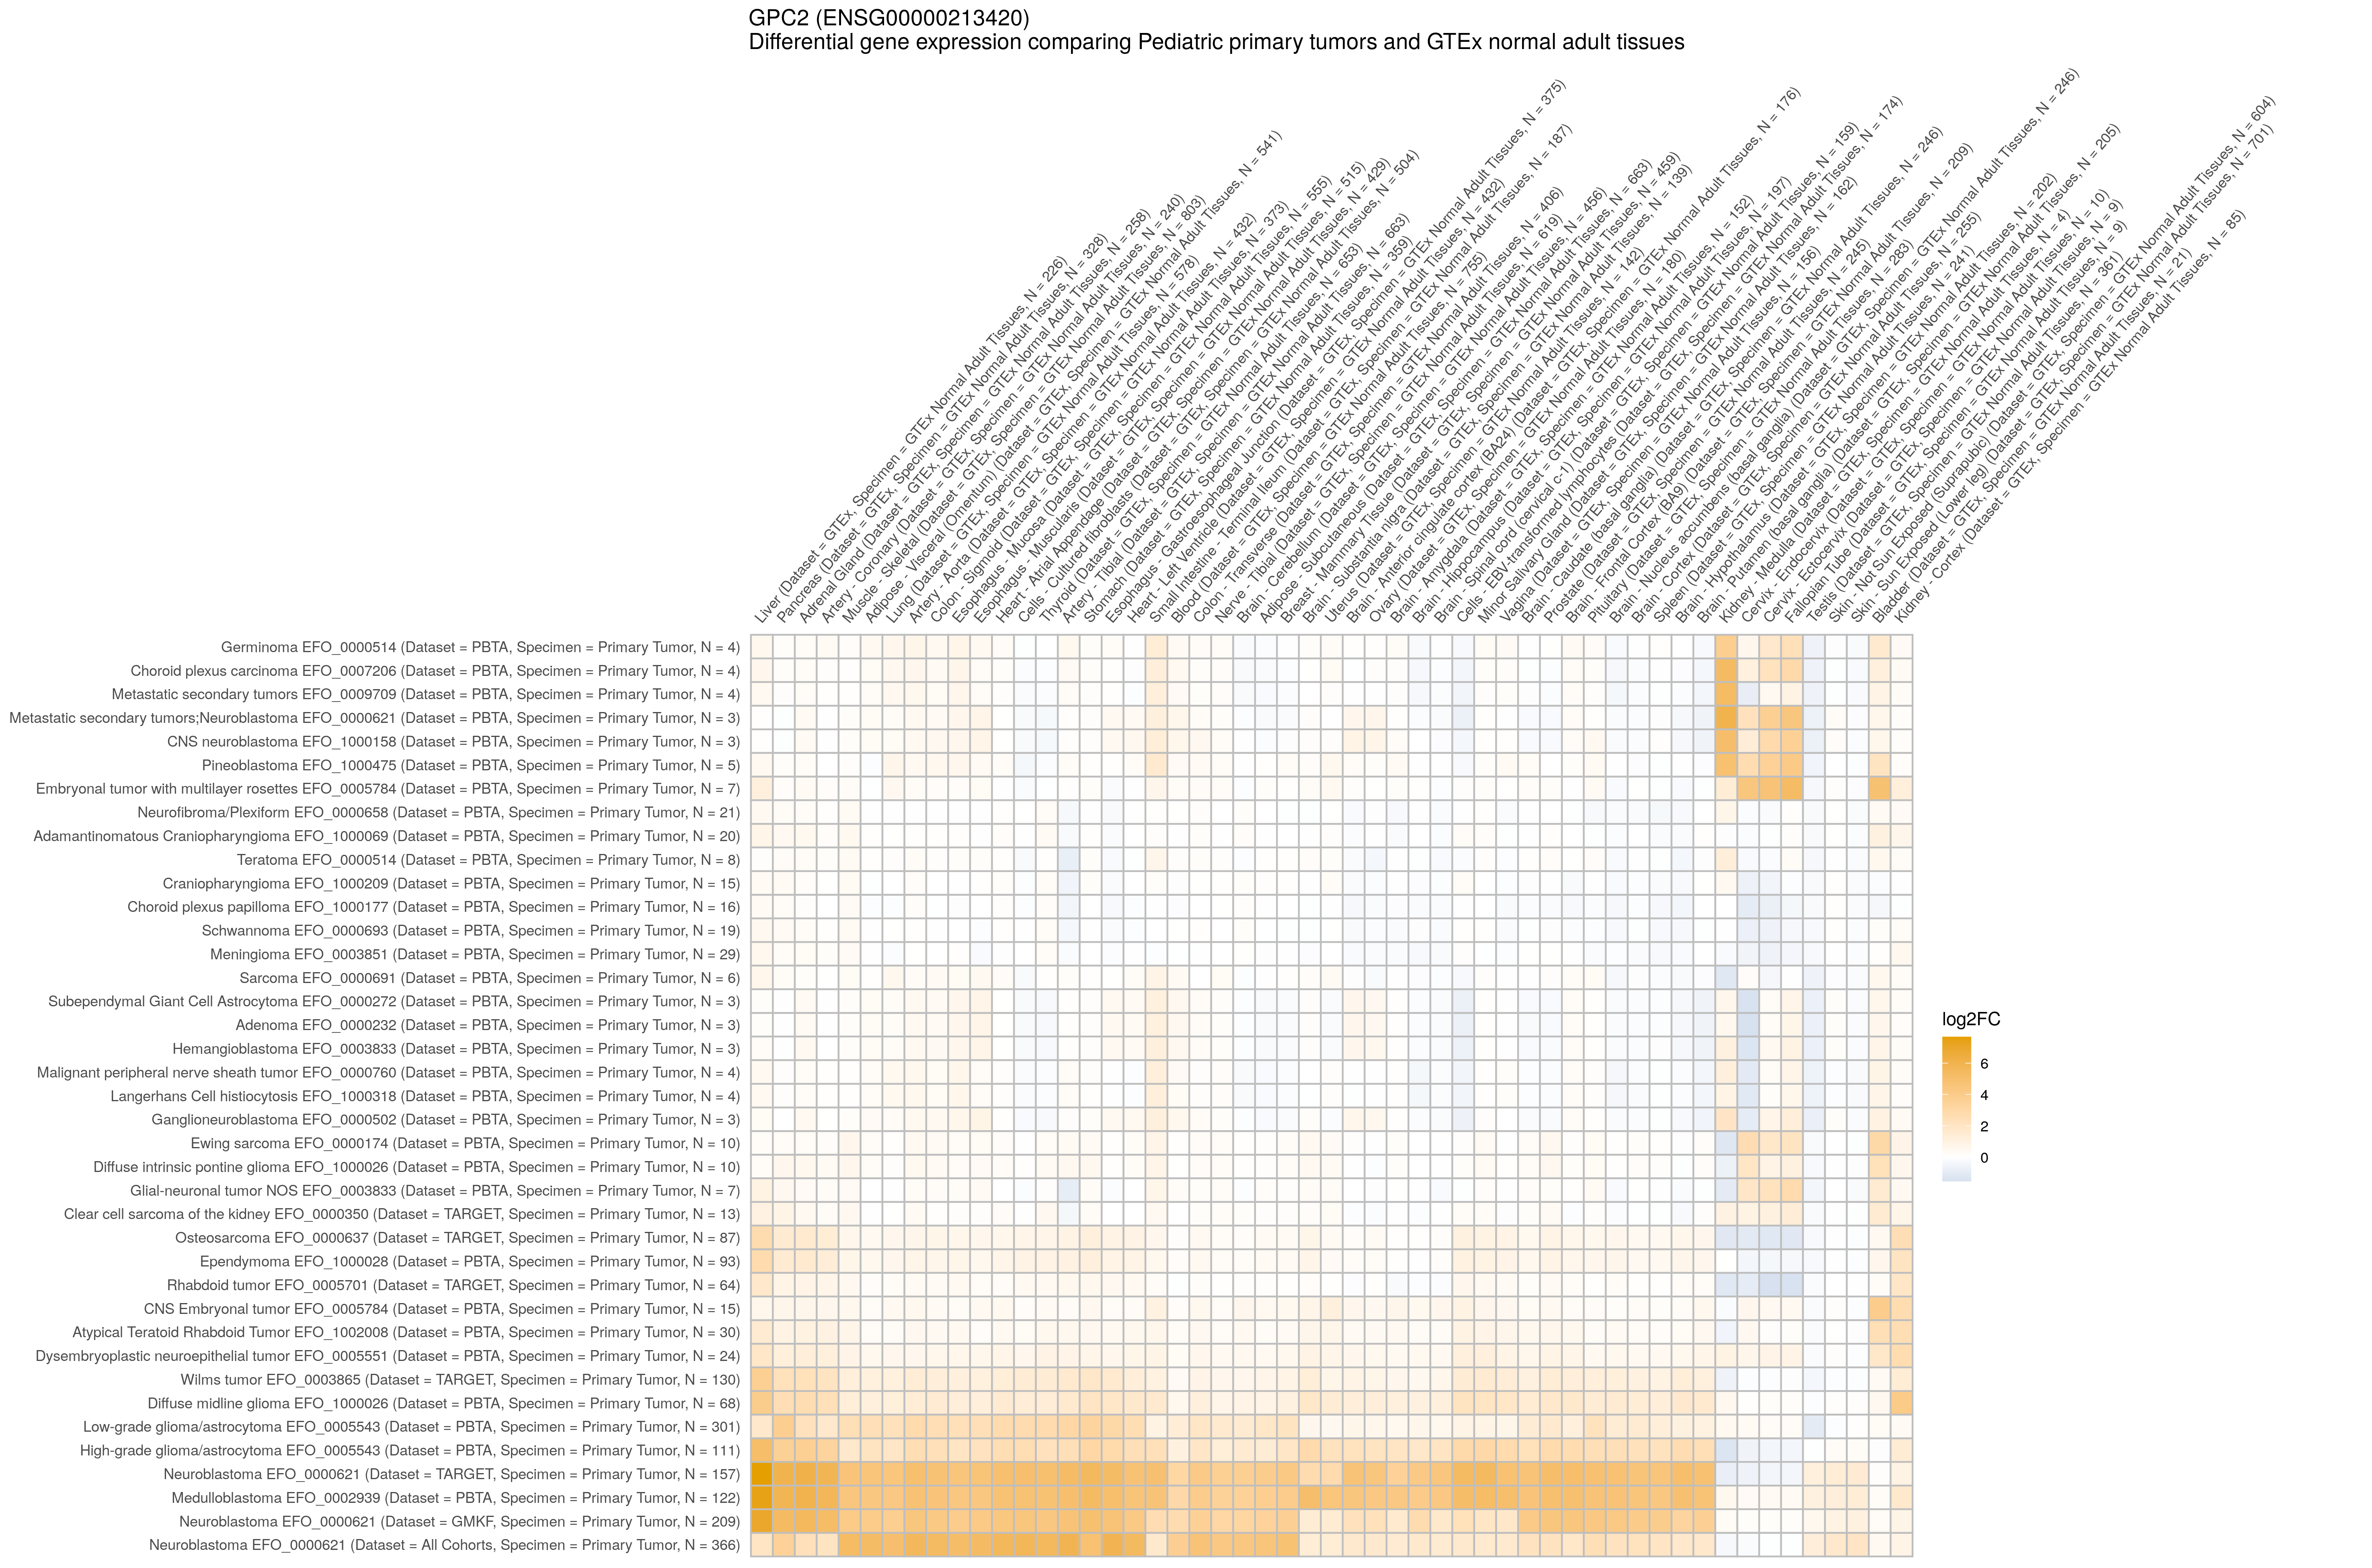 GPC2 (ENSG00000213420)
Differential gene expression comparing Pediatric primary tumors and GTEx normal adult tissues
Liver (Dataset = GTEx, Specimen = GTEx Normal Adult Tissues, N = 226)
Pancreas (Dataset = GTEx, Specimen = GTEx Normal Adult Tissues, N = 328)
Adrenal Gland (Dataset = GTEx, Specimen = GTEx Normal Adult Tissues, N = 258)
Artery - Coronary (Dataset = GTEx, Specimen = GTEx Normal Adult Tissues, N = 240)
Muscle - Skeletal (Dataset = GTEx, Specimen = GTEx Normal Adult Tissues, N = 803)
Adipose - Visceral (Omentum) (Dataset = GTEx, Specimen = GTEx Normal Adult Tissues, N = 541)
Lung (Dataset = GTEx, Specimen = GTEx Normal Adult Tissues, N = 578)
Artery - Aorta (Dataset = GTEx, Specimen = GTEx Normal Adult Tissues, N = 432)
Colon - Sigmoid (Dataset = GTEx, Specimen = GTEx Normal Adult Tissues, N = 373)
Esophagus - Mucosa (Dataset = GTEx, Specimen = GTEx Normal Adult Tissues, N = 555)
Esophagus - Muscularis (Dataset = GTEx, Specimen = GTEx Normal Adult Tissues, N = 515)
Heart - Atrial Appendage (Dataset = GTEx, Specimen = GTEx Normal Adult Tissues, N = 429)
Cells - Cultured fibroblasts (Dataset = GTEx, Specimen = GTEx Normal Adult Tissues, N = 504)
Thyroid (Dataset = GTEx, Specimen = GTEx Normal Adult Tissues, N = 653)
Artery - Tibial (Dataset = GTEx, Specimen = GTEx Normal Adult Tissues, N = 663)
Stomach (Dataset = GTEx, Specimen = GTEx Normal Adult Tissues, N = 359)
Esophagus - Gastroesophageal Junction (Dataset = GTEx, Specimen = GTEx Normal Adult Tissues, N = 375)
Heart - Left Ventricle (Dataset = GTEx, Specimen = GTEx Normal Adult Tissues, N = 432)
Small Intestine - Terminal Ileum (Dataset = GTEx, Specimen = GTEx Normal Adult Tissues, N = 187)
Blood (Dataset = GTEx, Specimen = GTEx Normal Adult Tissues, N = 755)
Colon - Transverse (Dataset = GTEx, Specimen = GTEx Normal Adult Tissues, N = 406)
Nerve - Tibial (Dataset = GTEx, Specimen = GTEx Normal Adult Tissues, N = 619)
Brain - Cerebellum (Dataset = GTEx, Specimen = GTEx Normal Adult Tissues, N = 456)
Adipose - Subcutaneous (Dataset = GTEx, Specimen = GTEx Normal Adult Tissues, N = 663)
Breast - Mammary Tissue (Dataset = GTEx, Specimen = GTEx Normal Adult Tissues, N = 459)
Brain - Substantia nigra (Dataset = GTEx, Specimen = GTEx Normal Adult Tissues, N = 139)
Uterus (Dataset = GTEx, Specimen = GTEx Normal Adult Tissues, N = 142)
Brain - Anterior cingulate cortex (BA24) (Dataset = GTEx, Specimen = GTEx Normal Adult Tissues, N = 176)
Ovary (Dataset = GTEx, Specimen = GTEx Normal Adult Tissues, N = 180)
Brain - Amygdala (Dataset = GTEx, Specimen = GTEx Normal Adult Tissues, N = 152)
Brain - Hippocampus (Dataset = GTEx, Specimen = GTEx Normal Adult Tissues, N = 197)
Brain - Spinal cord (cervical c-1) (Dataset = GTEx, Specimen = GTEx Normal Adult Tissues, N = 159)
Cells - EBV-transformed lymphocytes (Dataset = GTEx, Specimen = GTEx Normal Adult Tissues, N = 174)
Minor Salivary Gland (Dataset = GTEx, Specimen = GTEx Normal Adult Tissues, N = 162)
Vagina (Dataset = GTEx, Specimen = GTEx Normal Adult Tissues, N = 156)
Brain - Caudate (basal ganglia) (Dataset = GTEx, Specimen = GTEx Normal Adult Tissues, N = 246)
Prostate (Dataset = GTEx, Specimen = GTEx Normal Adult Tissues, N = 245)
Brain - Frontal Cortex (BA9) (Dataset = GTEx, Specimen = GTEx Normal Adult Tissues, N = 209)
Pituitary (Dataset = GTEx, Specimen = GTEx Normal Adult Tissues, N = 283)
Brain - Nucleus accumbens (basal ganglia) (Dataset = GTEx, Specimen = GTEx Normal Adult Tissues, N = 246)
Brain - Cortex (Dataset = GTEx, Specimen = GTEx Normal Adult Tissues, N = 255)
Spleen (Dataset = GTEx, Specimen = GTEx Normal Adult Tissues, N = 241)
Brain - Hypothalamus (Dataset = GTEx, Specimen = GTEx Normal Adult Tissues, N = 202)
Brain - Putamen (basal ganglia) (Dataset = GTEx, Specimen = GTEx Normal Adult Tissues, N = 205)
Kidney - Medulla (Dataset = GTEx, Specimen = GTEx Normal Adult Tissues, N = 4)
Cervix - Endocervix (Dataset = GTEx, Specimen = GTEx Normal Adult Tissues, N = 10)
Cervix - Ectocervix (Dataset = GTEx, Specimen = GTEx Normal Adult Tissues, N = 9)
Fallopian Tube (Dataset = GTEx, Specimen = GTEx Normal Adult Tissues, N = 9)
Testis (Dataset = GTEx, Specimen = GTEx Normal Adult Tissues, N = 361)
Skin - Not Sun Exposed (Suprapubic) (Dataset = GTEx, Specimen = GTEx Normal Adult Tissues, N = 604)
Skin - Sun Exposed (Lower leg) (Dataset = GTEx, Specimen = GTEx Normal Adult Tissues, N = 701)
Bladder (Dataset = GTEx, Specimen = GTEx Normal Adult Tissues, N = 21)
Kidney - Cortex (Dataset = GTEx, Specimen = GTEx Normal Adult Tissues, N = 85)
Germinoma EFO_0000514 (Dataset = PBTA, Specimen = Primary Tumor, N = 4)
Choroid plexus carcinoma EFO_0007206 (Dataset = PBTA, Specimen = Primary Tumor, N = 4)
Metastatic secondary tumors EFO_0009709 (Dataset = PBTA, Specimen = Primary Tumor, N = 4)
Metastatic secondary tumors;Neuroblastoma EFO_0000621 (Dataset = PBTA, Specimen = Primary Tumor, N = 3)
CNS neuroblastoma EFO_1000158 (Dataset = PBTA, Specimen = Primary Tumor, N = 3)
Pineoblastoma EFO_1000475 (Dataset = PBTA, Specimen = Primary Tumor, N = 5)
Embryonal tumor with multilayer rosettes EFO_0005784 (Dataset = PBTA, Specimen = Primary Tumor, N = 7)
Neurofibroma/Plexiform EFO_0000658 (Dataset = PBTA, Specimen = Primary Tumor, N = 21)
Adamantinomatous Craniopharyngioma EFO_1000069 (Dataset = PBTA, Specimen = Primary Tumor, N = 20)
Teratoma EFO_0000514 (Dataset = PBTA, Specimen = Primary Tumor, N = 8)
Craniopharyngioma EFO_1000209 (Dataset = PBTA, Specimen = Primary Tumor, N = 15)
Choroid plexus papilloma EFO_1000177 (Dataset = PBTA, Specimen = Primary Tumor, N = 16)
Schwannoma EFO_0000693 (Dataset = PBTA, Specimen = Primary Tumor, N = 19)
Meningioma EFO_0003851 (Dataset = PBTA, Specimen = Primary Tumor, N = 29)
Sarcoma EFO_0000691 (Dataset = PBTA, Specimen = Primary Tumor, N = 6)
Subependymal Giant Cell Astrocytoma EFO_0000272 (Dataset = PBTA, Specimen = Primary Tumor, N = 3)
Adenoma EFO_0000232 (Dataset = PBTA, Specimen = Primary Tumor, N = 3)
Hemangioblastoma EFO_0003833 (Dataset = PBTA, Specimen = Primary Tumor, N = 3)
Malignant peripheral nerve sheath tumor EFO_0000760 (Dataset = PBTA, Specimen = Primary Tumor, N = 4)
Langerhans Cell histiocytosis EFO_1000318 (Dataset = PBTA, Specimen = Primary Tumor, N = 4)
Ganglioneuroblastoma EFO_0000502 (Dataset = PBTA, Specimen = Primary Tumor, N = 3)
Ewing sarcoma EFO_0000174 (Dataset = PBTA, Specimen = Primary Tumor, N = 10)
Diffuse intrinsic pontine glioma EFO_1000026 (Dataset = PBTA, Specimen = Primary Tumor, N = 10)
Glial-neuronal tumor NOS EFO_0003833 (Dataset = PBTA, Specimen = Primary Tumor, N = 7)
Clear cell sarcoma of the kidney EFO_0000350 (Dataset = TARGET, Specimen = Primary Tumor, N = 13)
Osteosarcoma EFO_0000637 (Dataset = TARGET, Specimen = Primary Tumor, N = 87)
Ependymoma EFO_1000028 (Dataset = PBTA, Specimen = Primary Tumor, N = 93)
Rhabdoid tumor EFO_0005701 (Dataset = TARGET, Specimen = Primary Tumor, N = 64)
CNS Embryonal tumor EFO_0005784 (Dataset = PBTA, Specimen = Primary Tumor, N = 15)
Atypical Teratoid Rhabdoid Tumor EFO_1002008 (Dataset = PBTA, Specimen = Primary Tumor, N = 30)
Dysembryoplastic neuroepithelial tumor EFO_0005551 (Dataset = PBTA, Specimen = Primary Tumor, N = 24)
Wilms tumor EFO_0003865 (Dataset = TARGET, Specimen = Primary Tumor, N = 130)
Diffuse midline glioma EFO_1000026 (Dataset = PBTA, Specimen = Primary Tumor, N = 68)
Low-grade glioma/astrocytoma EFO_0005543 (Dataset = PBTA, Specimen = Primary Tumor, N = 301)
High-grade glioma/astrocytoma EFO_0005543 (Dataset = PBTA, Specimen = Primary Tumor, N = 111)
Neuroblastoma EFO_0000621 (Dataset = TARGET, Specimen = Primary Tumor, N = 157)
Medulloblastoma EFO_0002939 (Dataset = PBTA, Specimen = Primary Tumor, N = 122)
Neuroblastoma EFO_0000621 (Dataset = GMKF, Specimen = Primary Tumor, N = 209)
Neuroblastoma EFO_0000621 (Dataset = All Cohorts, Specimen = Primary Tumor, N = 366)
log2FC
6
4
2
0